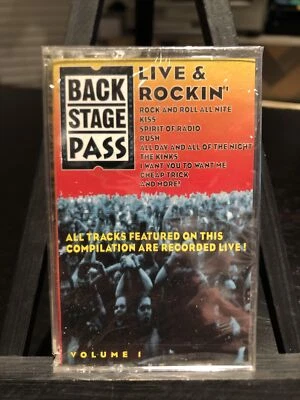 BACK
STAGE
PASS
LIVE &
ROCKIN'
ROCK AND ROLL ALL NITE
KISS
SPIRIT OF RADIO
RUSH
ALL DAY AND ALL OF THE NIGHT
THE KINKS
I WANT YOU TO WANT ME
CHEAP TRICK
AND MORE!
ALL TRACKS FEATURED ON THIS
COMPILATION ARE RECORDED LIVE!
VOLUME I